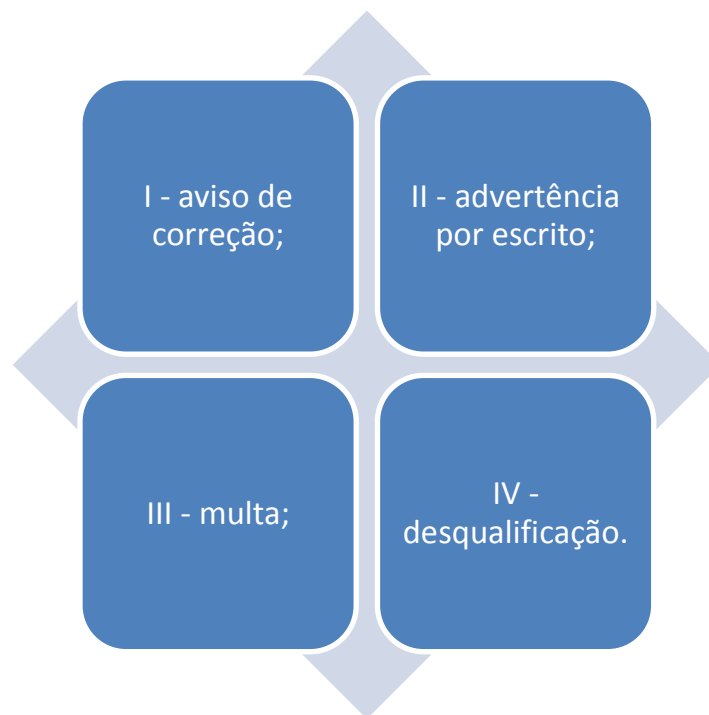 I - aviso de
correção;
II - advertência
por escrito;
III - multa;
IV -
desqualificação.